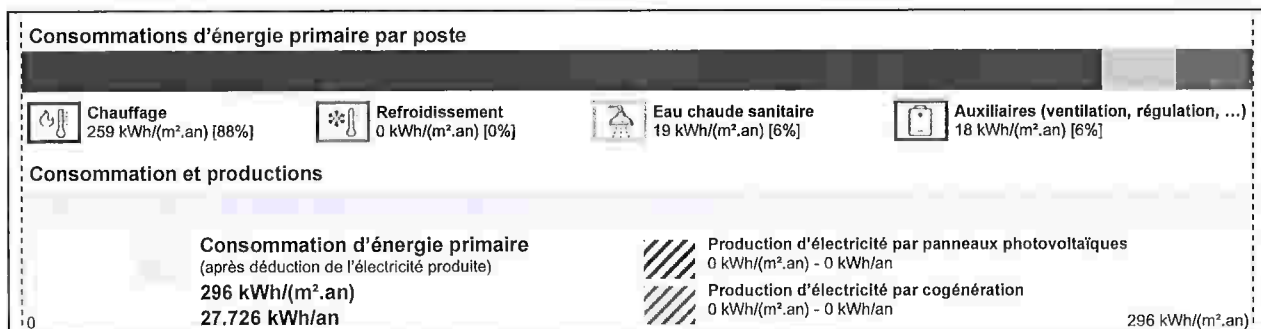 Consommations d'énergie primaire par poste
Chauffage
259 kWh/(m².an) [88%]
Refroidissement
0 kWh/(m².an) [0%]
Eau chaude sanitaire
19 kWh/(m².an) [6%]
Auxiliaires (ventilation, régulation, ...)
18 kWh/(m².an) [6%]
Consommation et productions
Consommation d'énergie primaire
(après déduction de l'électricité produite)
296 kWh/(m².an)
27.726 kWh/an
Production d'électricité par panneaux photovoltaïques
0 kWh/(m².an) - 0 kWh/an
Production d'électricité par cogénération
0 kWh/(m².an) - 0 kWh/an
0
296 kWh/(m².an)